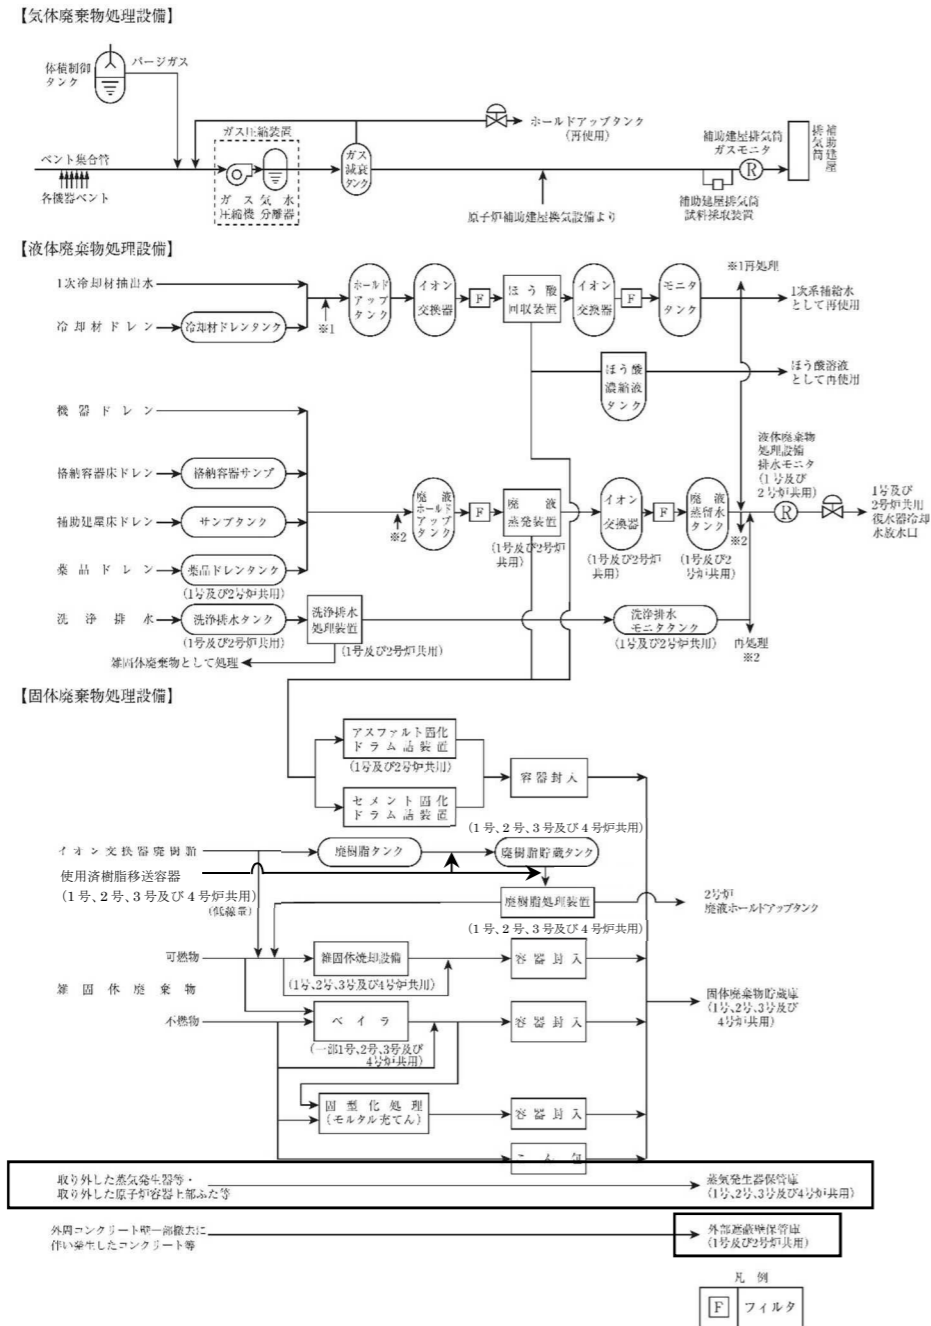 【気体廃棄物処理設備】
体積制御
タンク
パージガス
ガス圧縮装置
ベント集合管
各機器ベント
ガス
圧縮機
気水
分離器
ガス
減衰
タンク
ホールドアップタンク
(再使用)
補助建屋排気筒
ガスモニタ
R
補助建屋
排気筒
補助建屋排気筒
試料採取装置
原子炉補助建屋換気設備より
【液体廃棄物処理設備】
1次冷却材抽出水
冷却材ドレン
冷却材ドレンタンク
※1
ホールド
アップ
タンク
イオン
交換器
F
ほう酸
回収装置
イオン
交換器
F
モニタ
タンク
※1再処理
1次系補給水
として再使用
ほう酸
濃縮液
タンク
ほう酸溶液
として再使用
機器ドレン
格納容器床ドレン
格納容器サンプ
補助建屋床ドレン
サンプタンク
薬品ドレン
薬品ドレンタンク
(1号及び2号炉共用)
※2
廃液
ホールド
アップ
タンク
F
廃液
蒸発装置
(1号及び2号炉
共用)
イオン
交換器
(1号及び2号炉
共用)
F
廃液
蒸留水
タンク
(1号及び2
号炉共用)
※2
液体廃棄物
処理設備
排水モニタ
(1号及び
2号炉共用)
R
1号及び
2号炉共用
復水器冷却
水放水口
洗浄排水
洗浄排水タンク
(1号及び2号炉共用)
洗浄排水
処理装置
(1号及び2号炉共用)
洗浄排水
モニタタンク
(1号及び2号炉共用)
再処理
※2
雑固体廃棄物として処理
【固体廃棄物処理設備】
アスファルト固化
ドラム詰装置
(1号及び2号炉共用)
セメント固化
ドラム詰装置
容器封入
(1号、2号、3号及び4号炉共用)
イオン交換器廃樹脂
廃樹脂タンク
廃樹脂貯蔵タンク
使用済樹脂移送容器
(1号、2号、3号及び4号炉共用)
(低線量)
廃樹脂処理装置
(1号、2号、3号及び4号炉共用)
2号炉
廃液ホールドアップタンク
可燃物
雑固体焼却設備
(1号、2号、3号及び4号炉共用)
容器封入
雑固体廃棄物
不燃物
ベイラ
(一部1号、2号、3号及び
4号炉共用)
容器封入
固体廃棄物貯蔵庫
(1号、2号、3号及び
4号炉共用)
固型化処理
(モルタル充てん)
容器封入
こん包
取り外した蒸気発生器等・
取り外した原子炉容器上部ふた等
蒸気発生器保管庫
(1号、2号、3号及び4号炉共用)
外周コンクリート壁一部撤去に
伴い発生したコンクリート等
外部遮蔽壁保管庫
(1号及び2号炉共用)
凡例
F
フィルタ